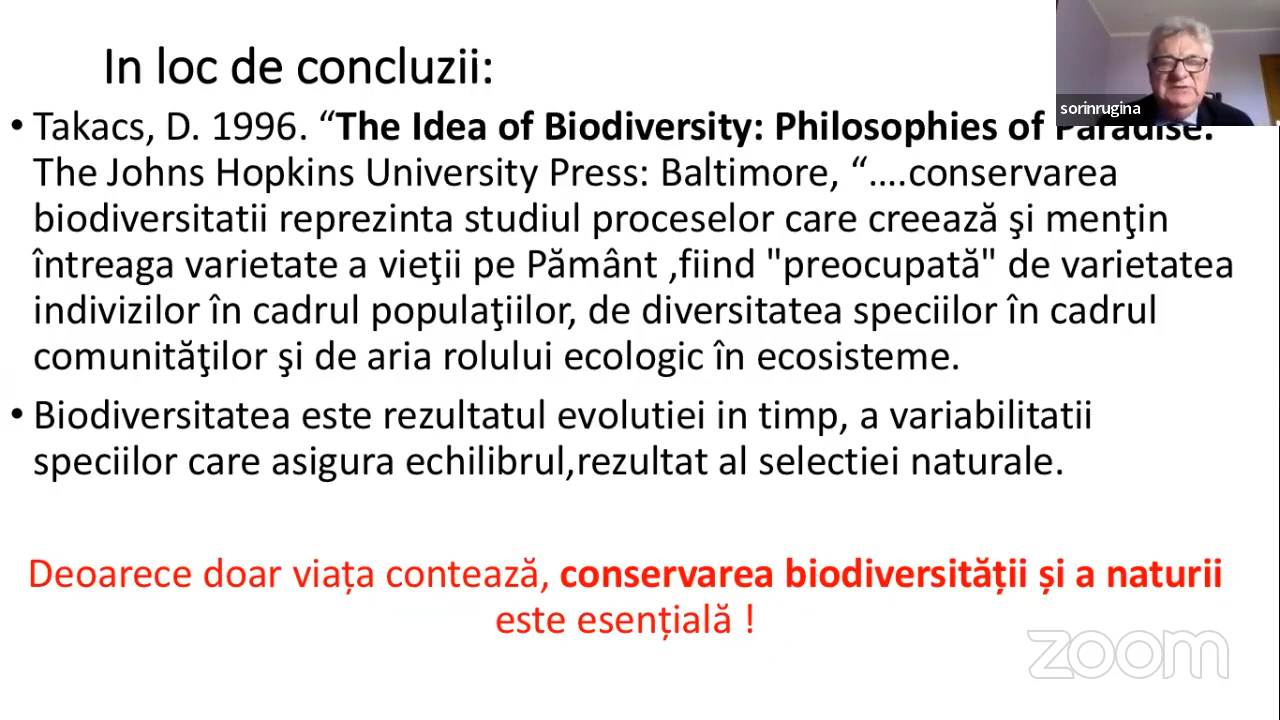 In loc de concluzii:
sorinrugina
• Takacs, D. 1996. “The Idea of Biodiversity: Philosophies of Paradise.
The Johns Hopkins University Press: Baltimore, “….conservarea
biodiversitatii reprezinta studiul proceselor care creează şi menţin
întreaga varietate a vieţii pe Pământ ,fiind "preocupată" de varietatea
indivizilor în cadrul populaţiilor, de diversitatea speciilor în cadrul
comunităţilor şi de aria rolului ecologic în ecosisteme.
• Biodiversitatea este rezultatul evolutiei in timp, a variabilitatii
speciilor care asigura echilibrul,rezultat al selectiei naturale.
Deoarece doar viața contează, conservarea biodiversității și a naturii
este esențială !
zoom